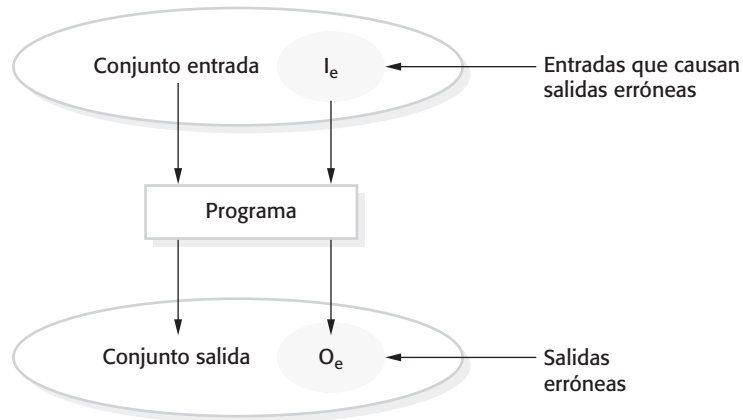 Conjunto entrada
Iₑ
Entradas que causan
salidas erróneas
Programa
Conjunto salida
Oₑ
Salidas
erróneas